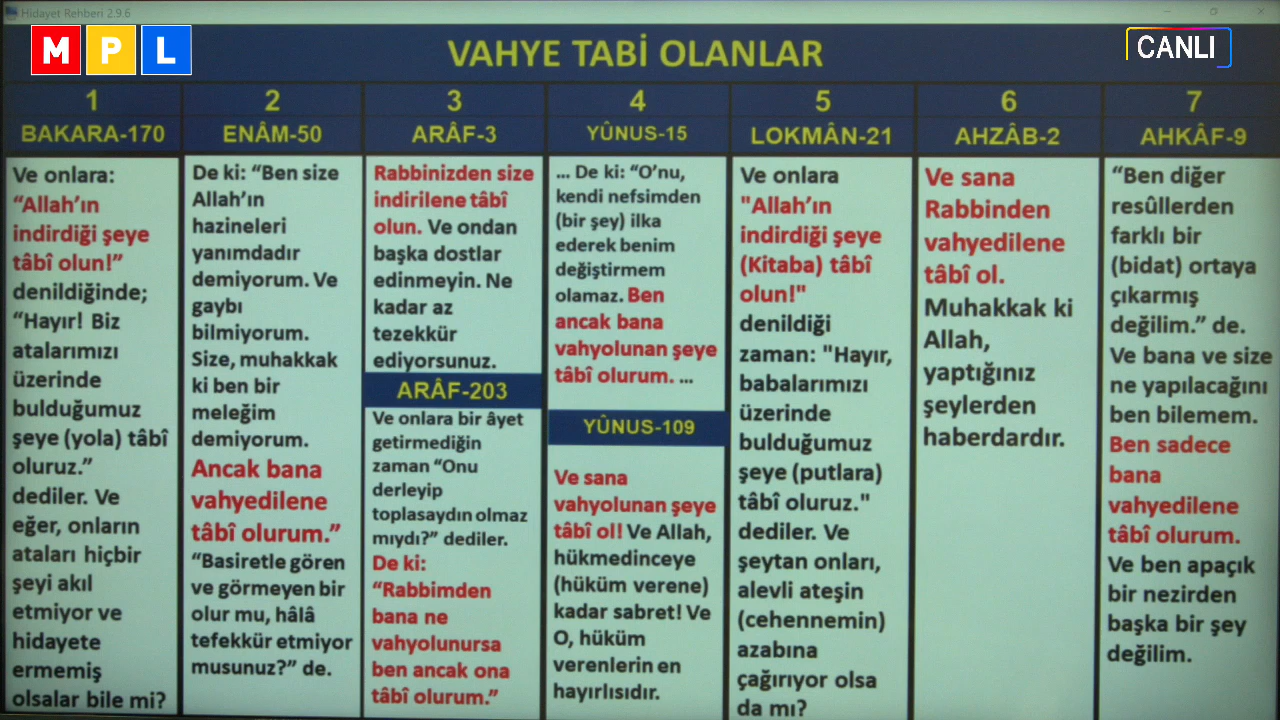 Hidayet Rehberi 2.9.6
MPL
CANLI
VAHYE TABİ OLANLAR
1
BAKARA-170
Ve onlara:
“Allah’ın
indirdiği şeye
tâbî olun!”
denildiğinde;
“Hayır! Biz
atalarımızı
üzerinde
bulduğumuz
şeye (yola) tâbî
oluruz.”
dediler. Ve
eğer, onların
ataları hiçbir
şeyi akıl
etmiyor ve
hidayete
ermemiş
olsalar bile mi?
2
ENÂM-50
De ki: “Ben size
Allah’ın
hazineleri
yanımdadır
demiyorum. Ve
gaybı
bilmiyorum.
Size, muhakkak
ki ben bir
meleğim
demiyorum.
Ancak bana
vahyedilene
tâbî olurum.”
“Basiretle gören
ve görmeyen bir
olur mu, hâlâ
tefekkür etmiyor
musunuz?” de.
3
ARÂF-3
Rabbinizden size
indirilene tâbî
olun. Ve ondan
başka dostlar
edinmeyin. Ne
kadar az
tezekkür
ediyorsunuz.
ARÂF-203
Ve onlara bir âyet
getirmediğin
zaman “Onu
derleyip
toplasaydın olmaz
mıydı?” dediler.
De ki:
“Rabbimden
bana ne
vahyolunursa
ben ancak ona
tâbî olurum.”
4
YÛNUS-15
... De ki: “O’nu,
kendi nefsimden
(bir şey) ilka
ederek benim
değiştirmem
olamaz. Ben
ancak bana
vahyolunan şeye
tâbî olurum. ...
YÛNUS-109
Ve sana
vahyolunan şeye
tâbî ol! Ve Allah,
hükmedinceye
(hüküm verene)
kadar sabret! Ve
O, hüküm
verenlerin en
hayırlısıdır.
5
LOKMÂN-21
Ve onlara
"Allah’ın
indirdiği şeye
(Kitaba) tâbî
olun!"
denildiği
zaman: "Hayır,
babalarımızı
üzerinde
bulduğumuz
şeye (putlara)
tâbî oluruz."
dediler. Ve
şeytan onları,
alevli ateşin
(cehennemin)
azabına
çağırıyor olsa
da mı?
6
AHZÂB-2
Ve sana
Rabbinden
vahyedilene
tâbî ol.
Muhakkak ki
Allah,
yaptığınız
şeylerden
haberdardır.
7
AHKÂF-9
“Ben diğer
resûllerden
farklı bir
(bidat) ortaya
çıkarmış
değilim.” de.
Ve bana ve size
ne yapılacağını
ben bilemem.
Ben sadece
bana
vahyedilene
tâbî olurum.
Ve ben apaçık
bir nezirden
başka bir şey
değilim.